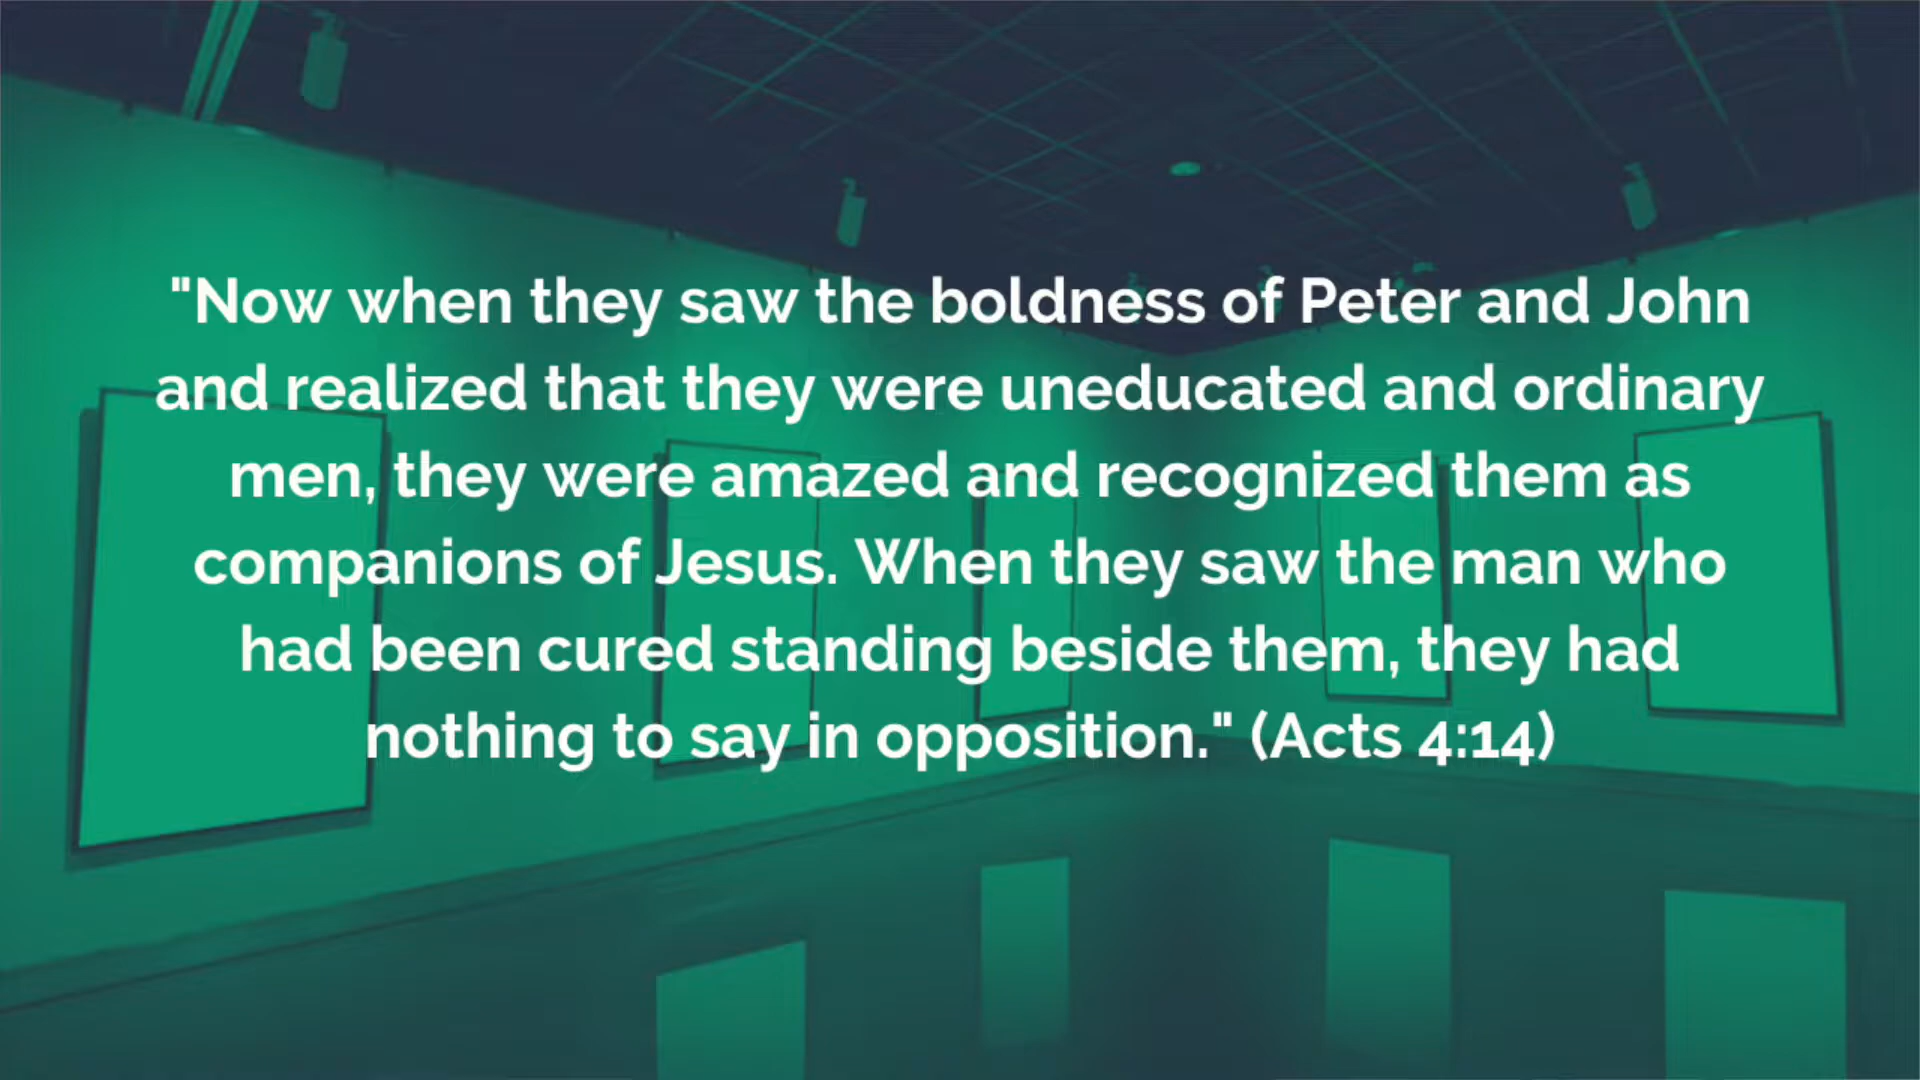 "Now when they saw the boldness of Peter and John
and realized that they were uneducated and ordinary
men, they were amazed and recognized them as
companions of Jesus. When they saw the man who
had been cured standing beside them, they had
nothing to say in opposition." (Acts 4:14)